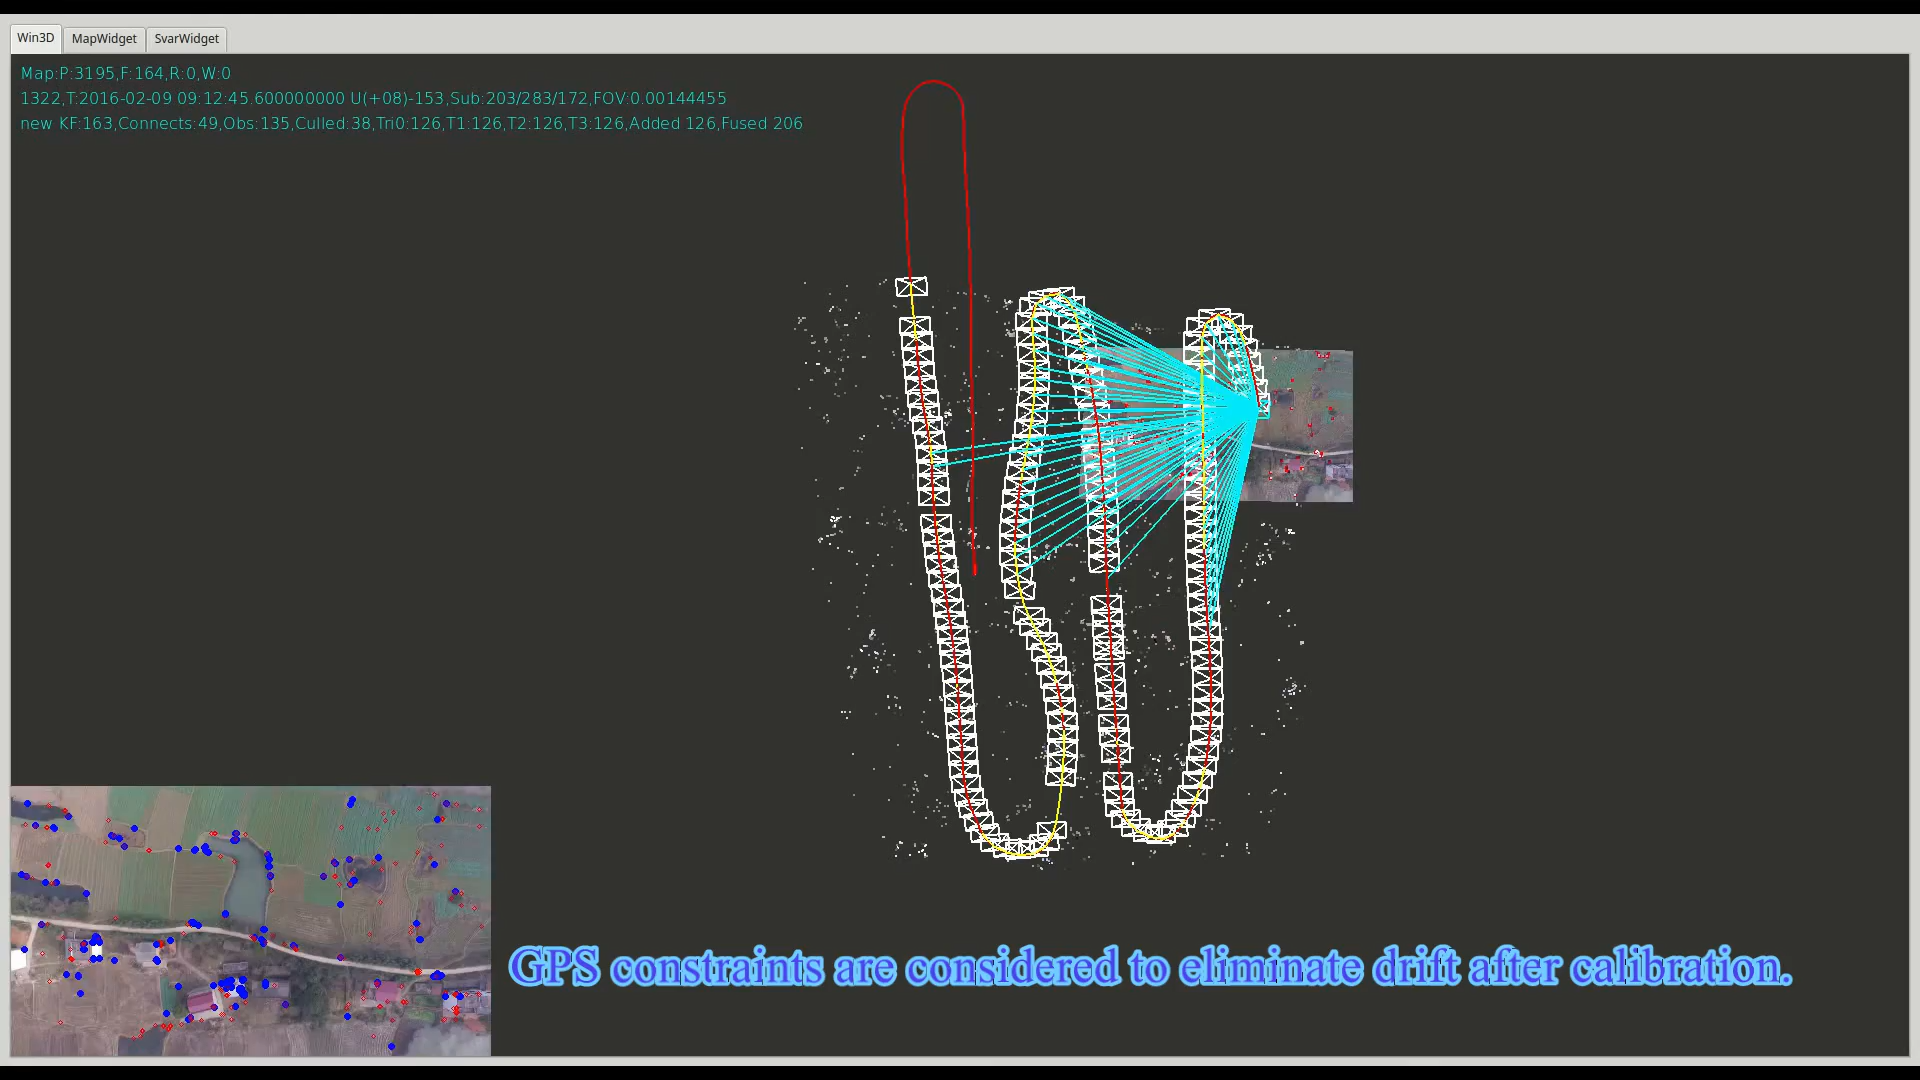 Win3D MapWidget SvarWidget
Map:P:3195,F:164,R:0,W:0
1322,T:2016-02-09 09:12:45.600000000 U(+08)-153,Sub:203/283/172,FOV:0.00144455
new KF:163,Connects:49,Obs:135,Culled:38,Tri0:126,T1:126,T2:126,T3:126,Added 126,Fused 206
GPS constraints are considered to eliminate drift after calibration.